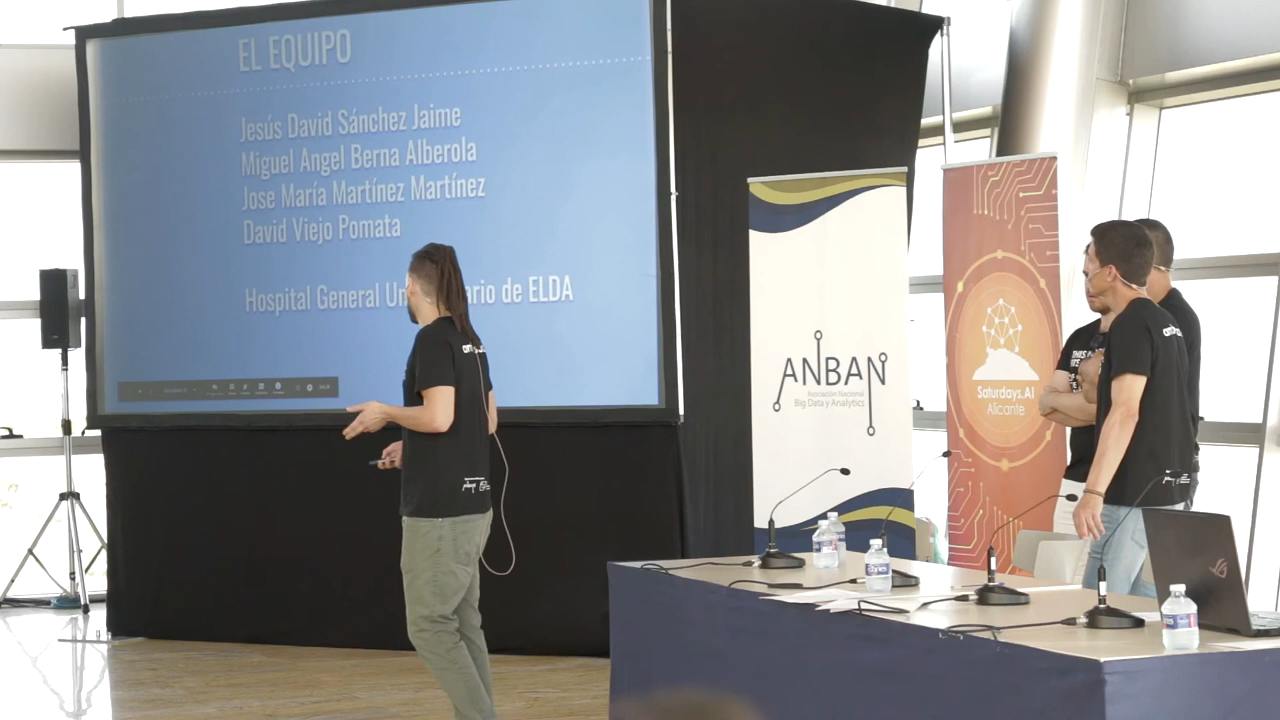 EL EQUIPO
Jesús David Sánchez Jaime
Miguel Angel Berna Alberola
Jose María Martínez Martínez
David Viejo Pomata
Hospital General Un ario de ELDA
ANBAN
Asociación Nacional
Big Data y Analytics
Saturdays.AI
Alicante